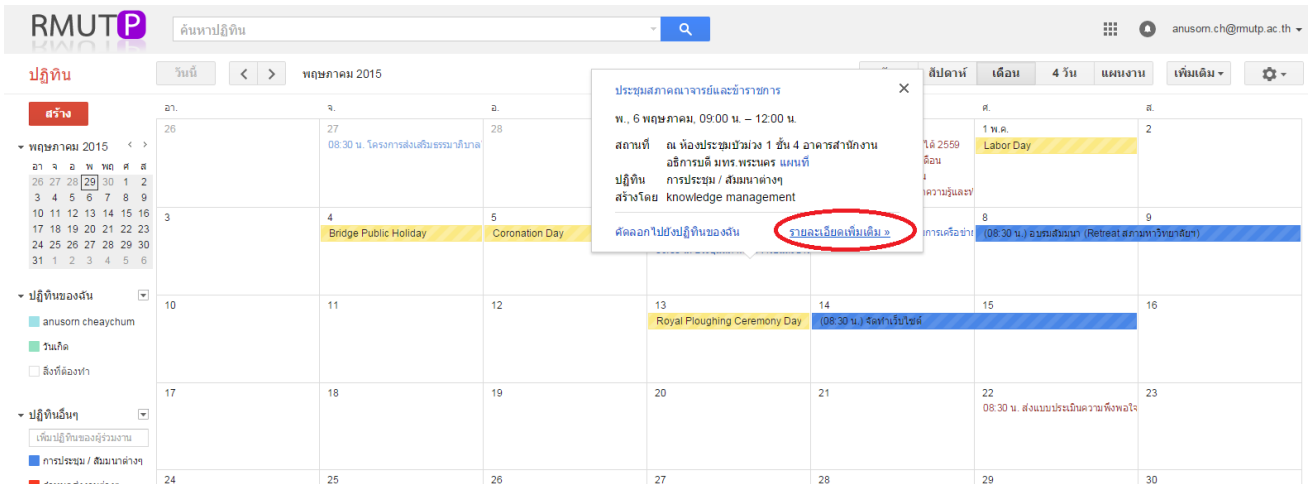 RMUTP
ค้นหาปฏิทิน
anusorn.ch@rmutp.ac.th
ปฏิทิน
วันนี้
พฤษภาคม 2015
สัปดาห์ เดือน 4 วัน แผนงาน เพิ่มเติม
สร้าง
พฤษภาคม 2015
อา จ อ พ พฤ ศ ส
26 27 28 29 30 1 2
3 4 5 6 7 8 9
10 11 12 13 14 15 16
17 18 19 20 21 22 23
24 25 26 27 28 29 30
31 1 2 3 4 5 6
ปฏิทินของฉัน
anusorn cheaychum
วันเกิด
สิ่งที่ต้องทำ
ปฏิทินอื่นๆ
เพิ่มปฏิทินของผู้ร่วมงาน
การประชุม / สัมมนาต่างๆ
อา. จ. อ. ศ. ส.
26 27 28 1 พ.ค. 2
08:30 น. โครงการส่งเสริมธรรมาภิบาล
ได้ 2559
Labor Day
ความรู้และ
ประชุมสภาคณาจารย์และข้าราชการ
พ., 6 พฤษภาคม, 09:00 น. – 12:00 น.
สถานที่ ณ ห้องประชุมบัวม่วง 1 ชั้น 4 อาคารสำนักงาน
อธิการบดี มทร.พระนคร แผนที่
ปฏิทิน การประชุม / สัมมนาต่างๆ
สร้างโดย knowledge management
คัดลอกไปยังปฏิทินของฉัน รายละเอียดเพิ่มเติม »
3 4 5 8 9
Bridge Public Holiday
Coronation Day
การเครือข่าย
(08:30 น.) อบรมสัมมนา (Retreat สภามหาวิทยาลัยฯ)
10 11 12 13 14 15 16
Royal Ploughing Ceremony Day
(08:30 น.) จัดทำเว็บไซต์
17 18 19 20 21 22 23
08:30 น. ส่งแบบประเมินความพึงพอใจ
24 25 26 27 28 29 30